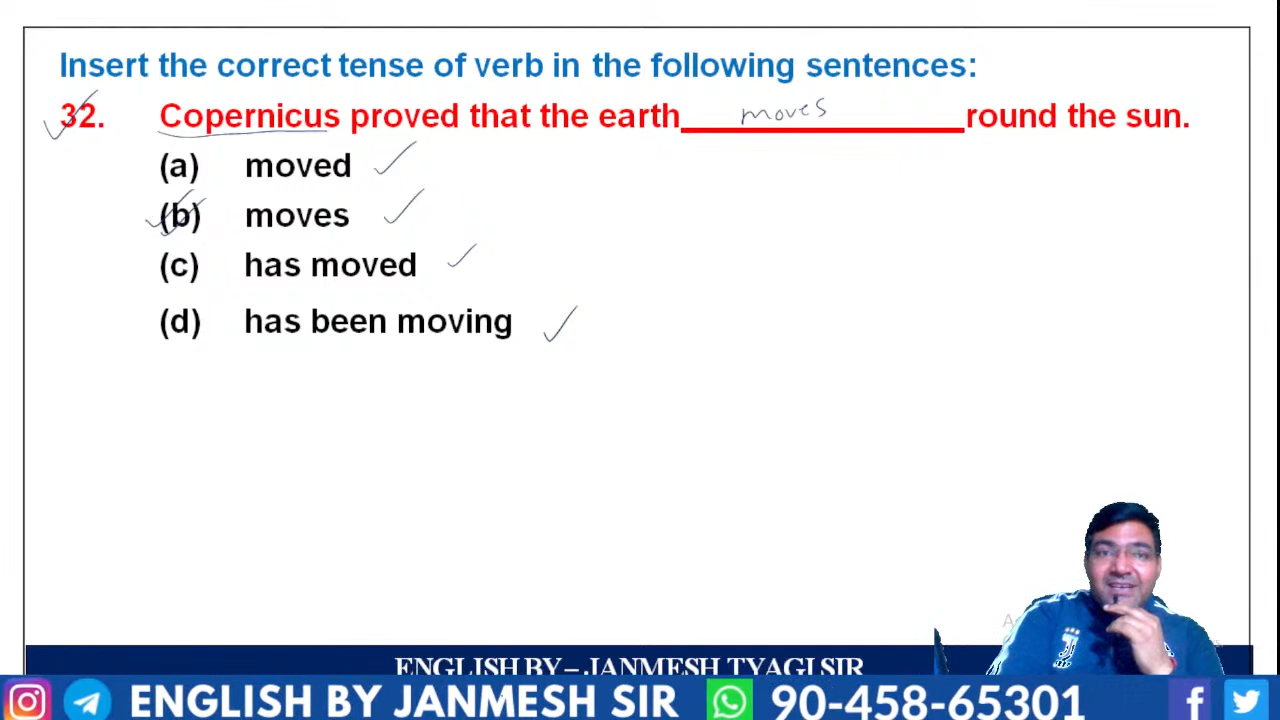 Insert the correct tense of verb in the following sentences:
32. Copernicus proved that the earth moves round the sun.
(a) moved
(b) moves
(c) has moved
(d) has been moving
ENGLISH BY – JANMESH TYAGI SIR
ENGLISH BY JANMESH SIR 90-458-65301